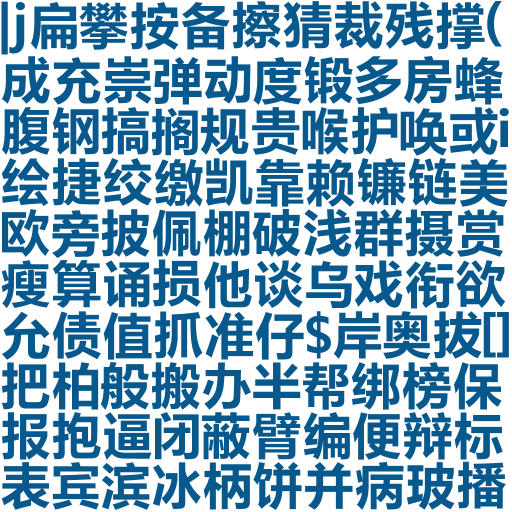 |j扁攀按备擦猜裁残撑(
成充崇弹动度锻多房蜂
腹钢搞搁规贵喉护唤或i
绘捷绞缴凯靠赖镰链美
欧旁披佩棚破浅群摄赏
瘦算诵损他谈乌戏衔欲
允债值抓准仔$岸奥拔[]
把柏般搬办半帮绑榜保
报抱逼闭蔽臂编便辩标
表宾滨冰柄饼并病玻播